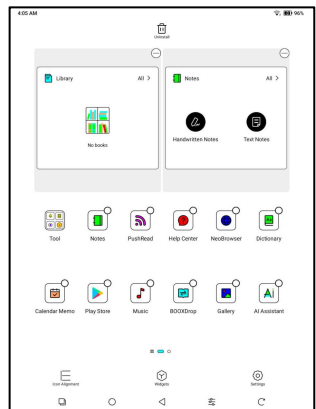 4:05 AM 96%
Uninstall
Library All >
Notes All >
No books
Handwritten Notes Text Notes
Tool Notes PushRead Help Center NeoBrowser Dictionary
Calendar Memo Play Store Music BOOXDrop Gallery AI Assistant
Icon Alignment Widgets Settings